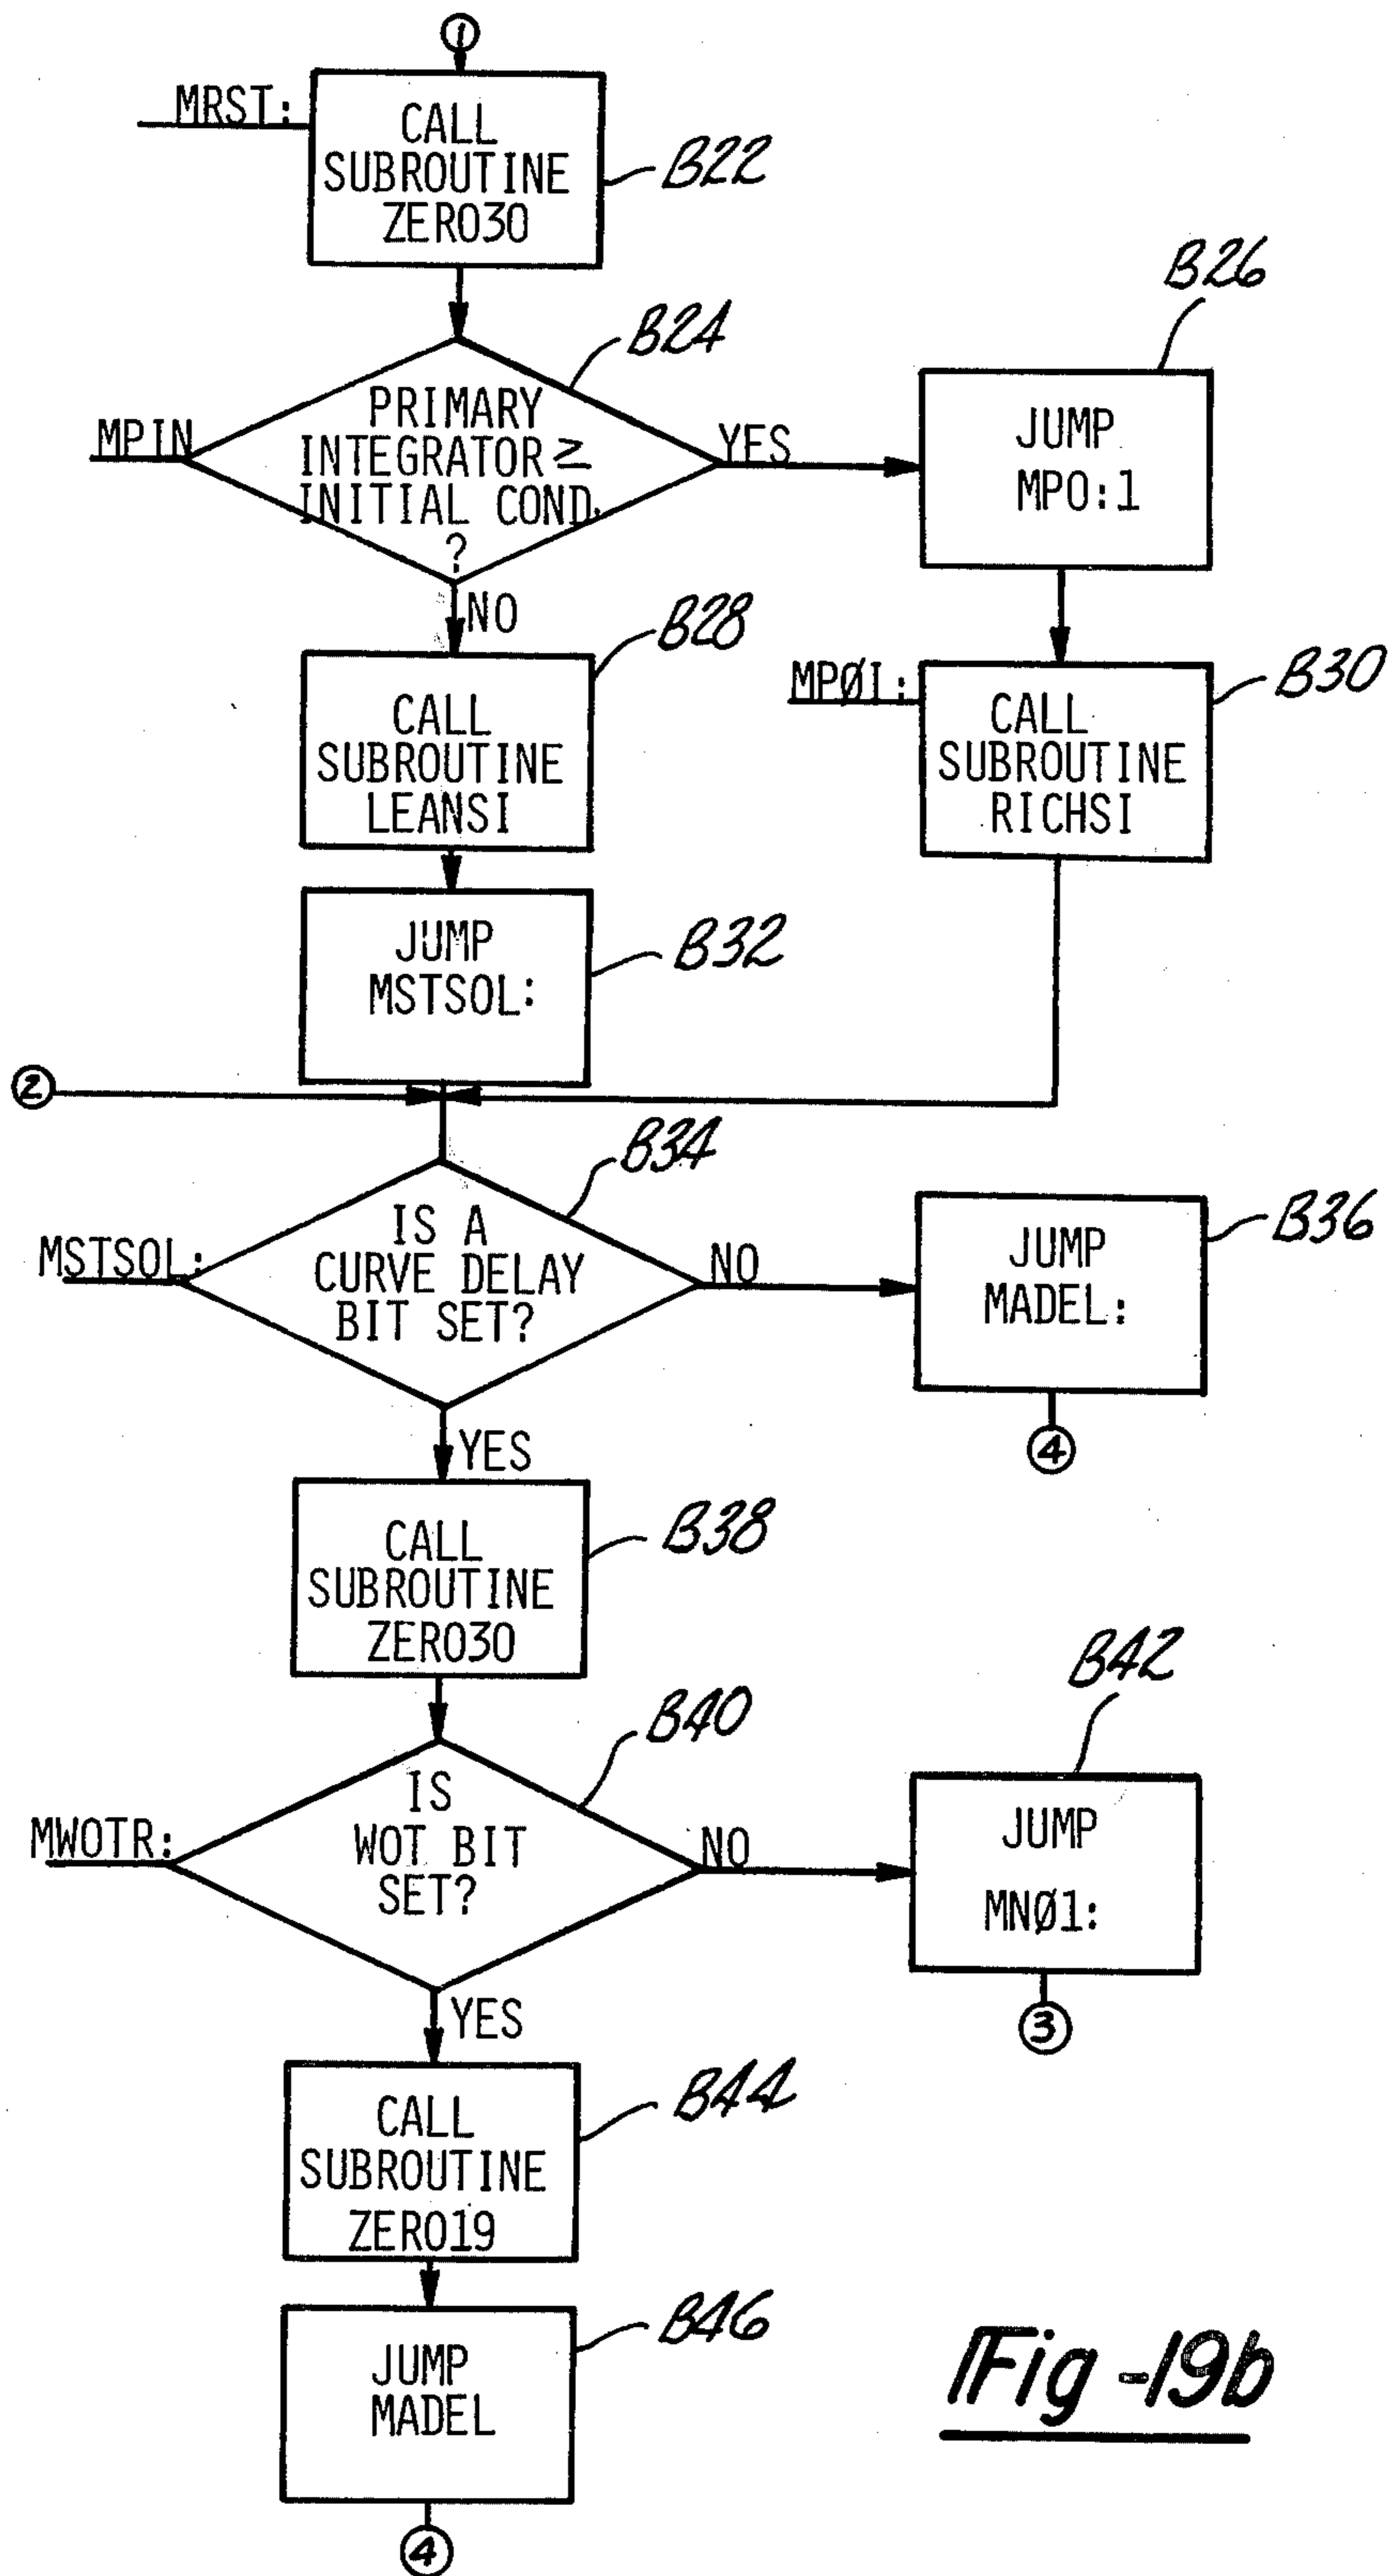 1
MRST:
CALL
SUBROUTINE
ZERO30
B22
B24
B26
MPIN
PRIMARY
INTEGRATOR ≥
INITIAL COND.
?
YES
JUMP
MPO:1
NO
B28
CALL
SUBROUTINE
LEANSI
MPØI:
CALL
SUBROUTINE
RICHSI
B30
JUMP
MSTSOL:
B32
2
B34
MSTSOL:
IS A
CURVE DELAY
BIT SET?
NO
JUMP
MADEL:
B36
4
YES
CALL
SUBROUTINE
ZERO30
B38
B40
B42
MWOTR:
IS
WOT BIT
SET?
NO
JUMP
MNØ1:
3
YES
CALL
SUBROUTINE
ZERO19
B44
JUMP
MADEL
B46
4
Fig-19b